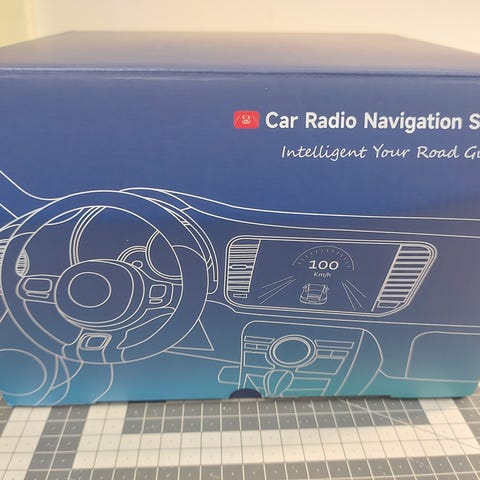 Car Radio Navigation S
Intelligent Your Road Gu
100
Km/h